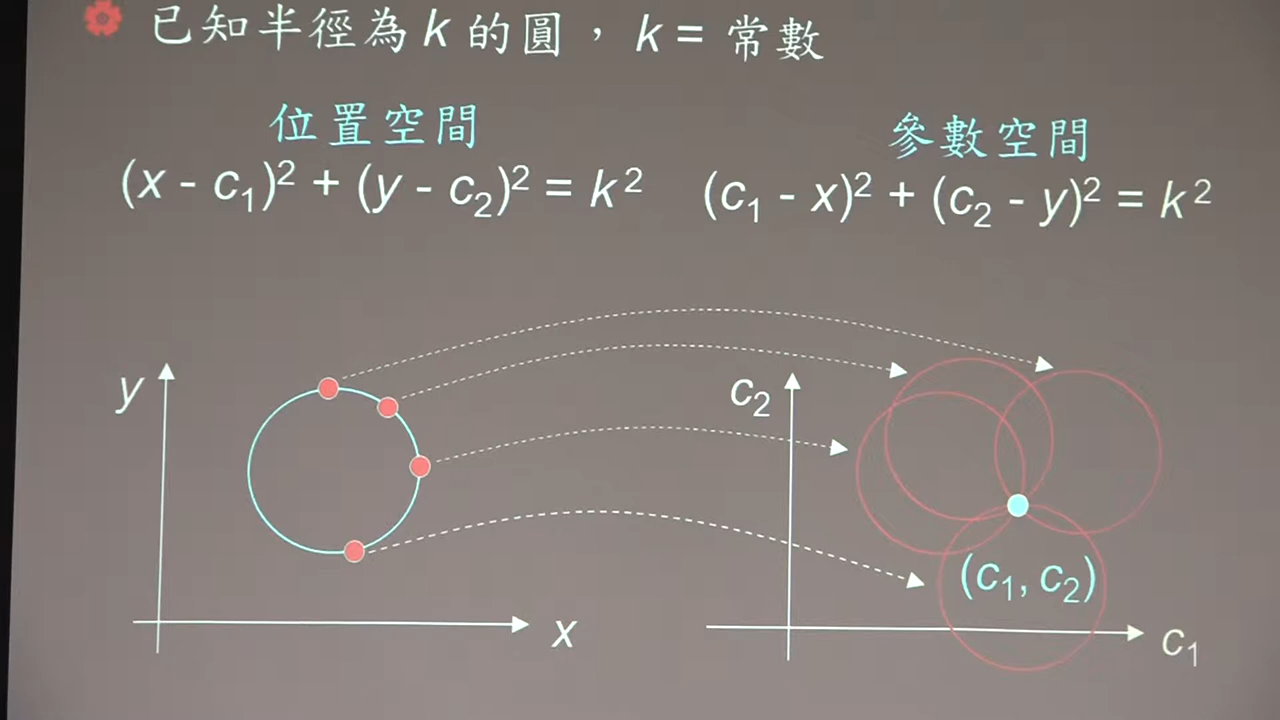 已知半徑為 k 的圓， k = 常數
位置空間
(x - c₁)² + (y - c₂)² = k²
參數空間
(c₁ - x)² + (c₂ - y)² = k²
y
x
c₂
(c₁, c₂)
c₁